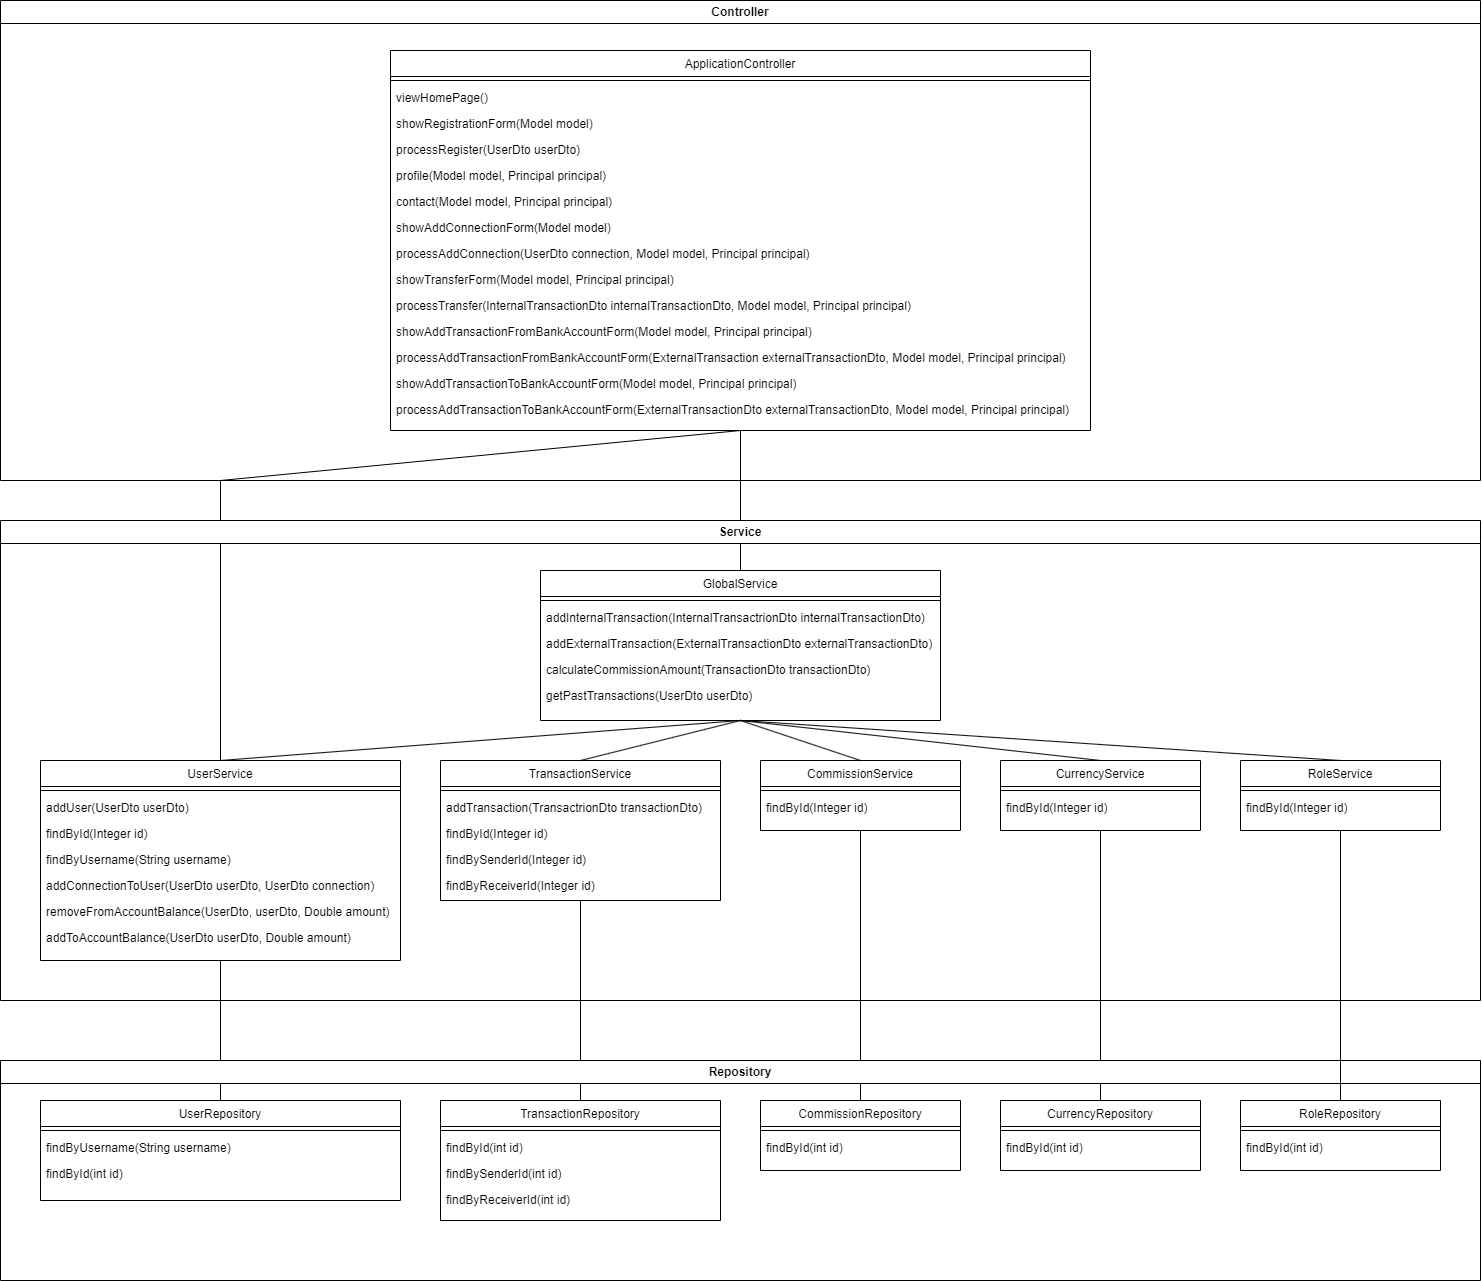 Controller
ApplicationController
viewHomePage()
showRegistrationForm(Model model)
processRegister(UserDto userDto)
profile(Model model, Principal principal)
contact(Model model, Principal principal)
showAddConnectionForm(Model model)
processAddConnection(UserDto connection, Model model, Principal principal)
showTransferForm(Model model, Principal principal)
processTransfer(InternalTransactionDto internalTransactionDto, Model model, Principal principal)
showAddTransactionFromBankAccountForm(Model model, Principal principal)
processAddTransactionFromBankAccountForm(ExternalTransaction externalTransactionDto, Model model, Principal principal)
showAddTransactionToBankAccountForm(Model model, Principal principal)
processAddTransactionToBankAccountForm(ExternalTransactionDto externalTransactionDto, Model model, Principal principal)
Service
GlobalService
addInternalTransaction(InternalTransactrionDto internalTransactionDto)
addExternalTransaction(ExternalTransactionDto externalTransactionDto)
calculateCommissionAmount(TransactionDto transactionDto)
getPastTransactions(UserDto userDto)
UserService
addUser(UserDto userDto)
findById(Integer id)
findByUsername(String username)
addConnectionToUser(UserDto userDto, UserDto connection)
removeFromAccountBalance(UserDto, userDto, Double amount)
addToAccountBalance(UserDto userDto, Double amount)
TransactionService
addTransaction(TransactrionDto transactionDto)
findById(Integer id)
findBySenderId(Integer id)
findByReceiverId(Integer id)
CommissionService
findById(Integer id)
CurrencyService
findById(Integer id)
RoleService
findById(Integer id)
Repository
UserRepository
findByUsername(String username)
findById(int id)
TransactionRepository
findById(int id)
findBySenderId(int id)
findByReceiverId(int id)
CommissionRepository
findById(int id)
CurrencyRepository
findById(int id)
RoleRepository
findById(int id)